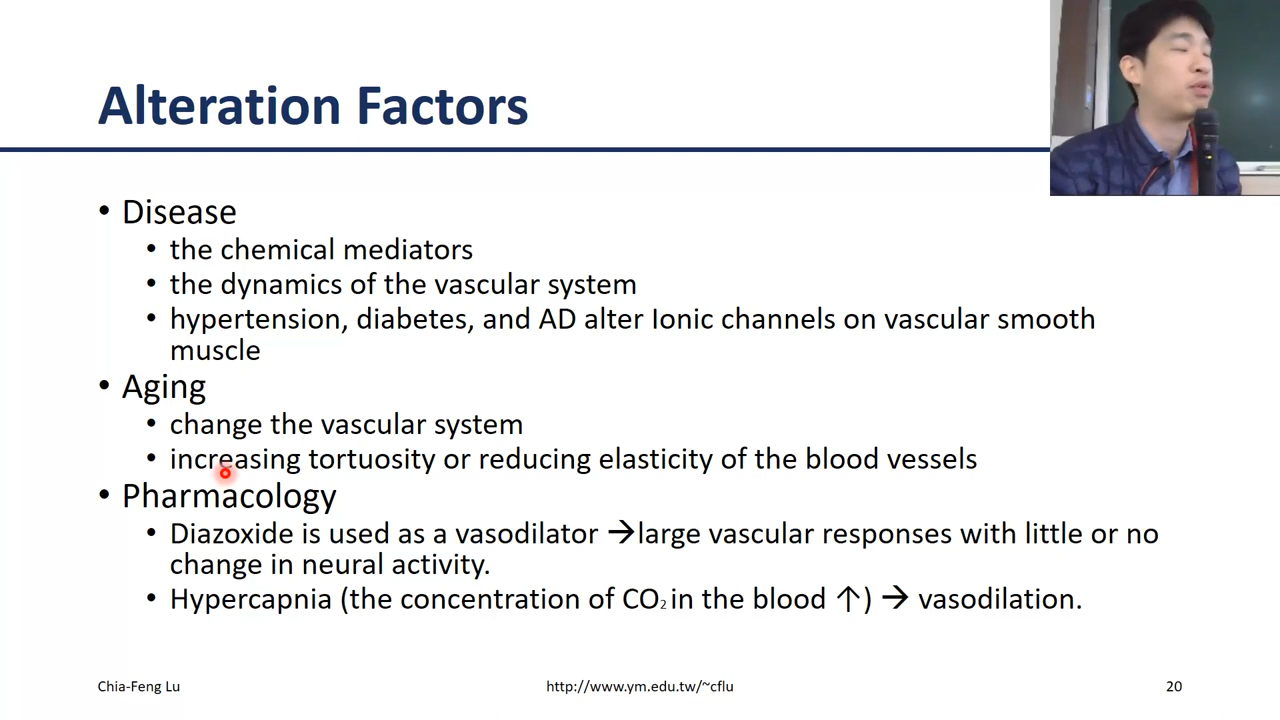 Alteration Factors
• Disease
• the chemical mediators
• the dynamics of the vascular system
• hypertension, diabetes, and AD alter Ionic channels on vascular smooth
muscle
• Aging
• change the vascular system
• increasing tortuosity or reducing elasticity of the blood vessels
• Pharmacology
• Diazoxide is used as a vasodilator →large vascular responses with little or no
change in neural activity.
• Hypercapnia (the concentration of CO₂ in the blood ↑) → vasodilation.
Chia-Feng Lu
http://www.ym.edu.tw/~cflu
20